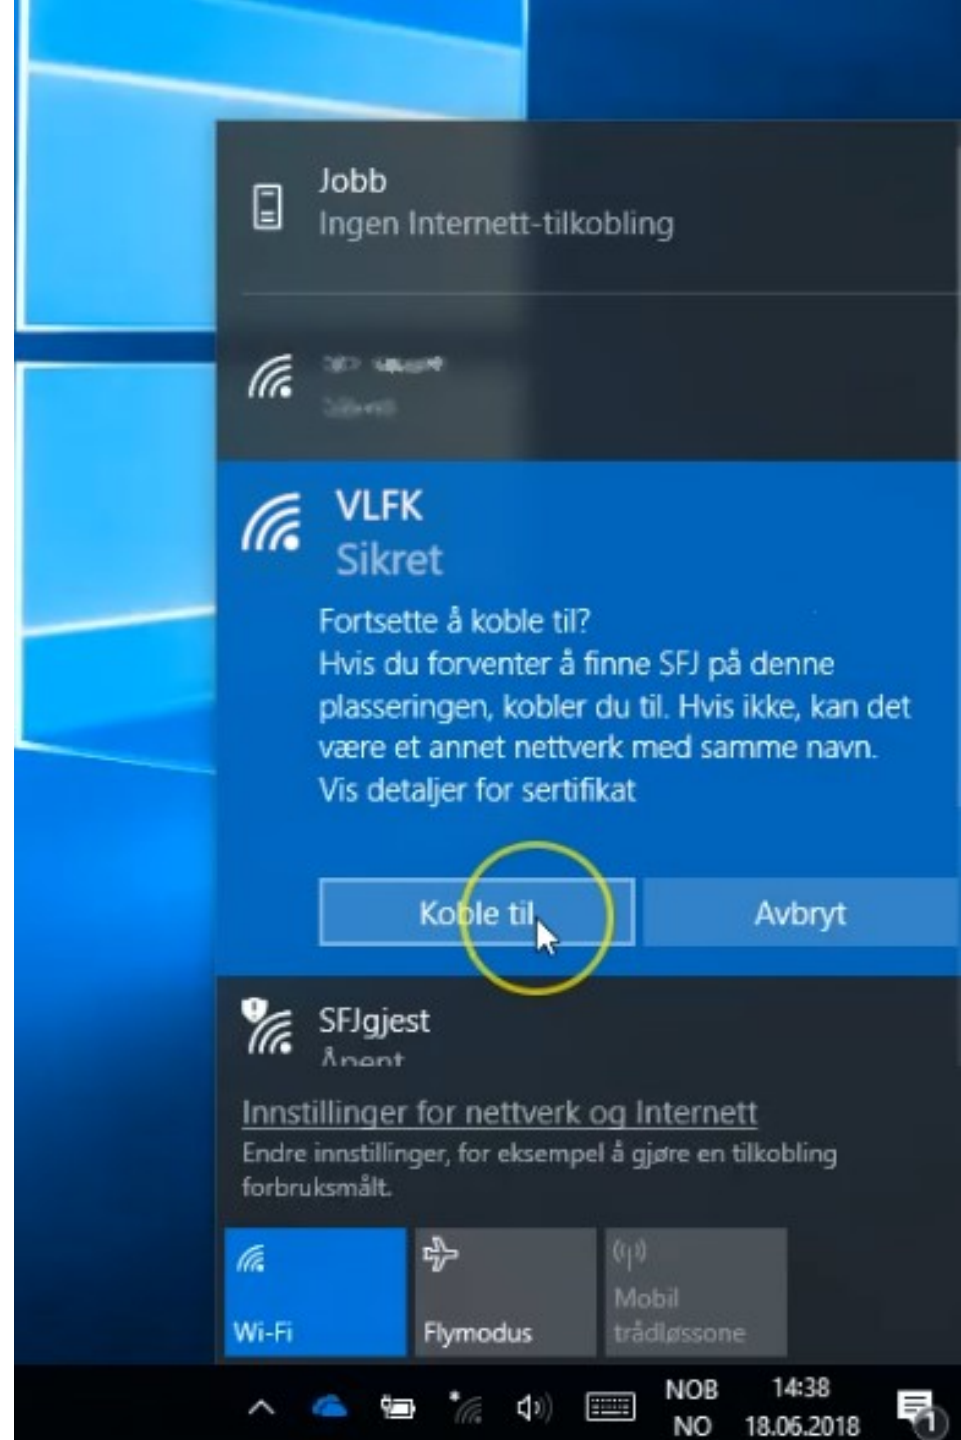 Jobb
Ingen Internett-tilkobling
VLFK
Sikret
Fortsette å koble til?
Hvis du forventer å finne SFJ på denne
plasseringen, kobler du til. Hvis ikke, kan det
være et annet nettverk med samme navn.
Vis detaljer for sertifikat
Koble til
Avbryt
SFJgjest
Åpent
Innstillinger for nettverk og Internett
Endre innstillinger, for eksempel å gjøre en tilkobling
forbruksmålt.
Wi-Fi
Flymodus
Mobil
trådløssone
NOB
NO
14:38
18.06.2018
1